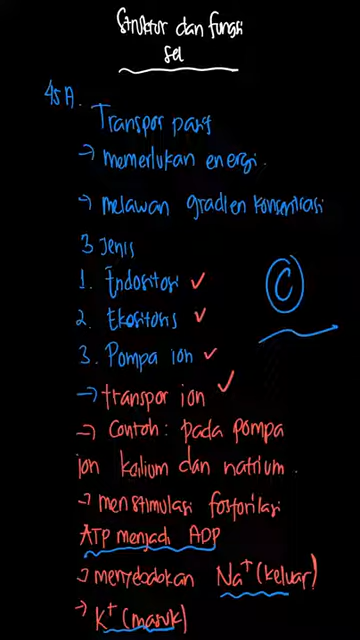 Struktur dan fungsi
sel
45 A.
Transpor pasif
→ memerlukan energi.
→ melawan gradien konsentrasi
3 Jenis
1. Endositosi ✓
2. Eksositosis ✓
3. Pompa ion ✓
→ transpor ion ✓
→ Contoh: pada pompa
ion kalium dan natrium.
→ menstimulasi fosforilasi
ATP menjadi ADP
→ menyebabkan Na⁺ (keluar)
→ K⁺ (masuk)
C